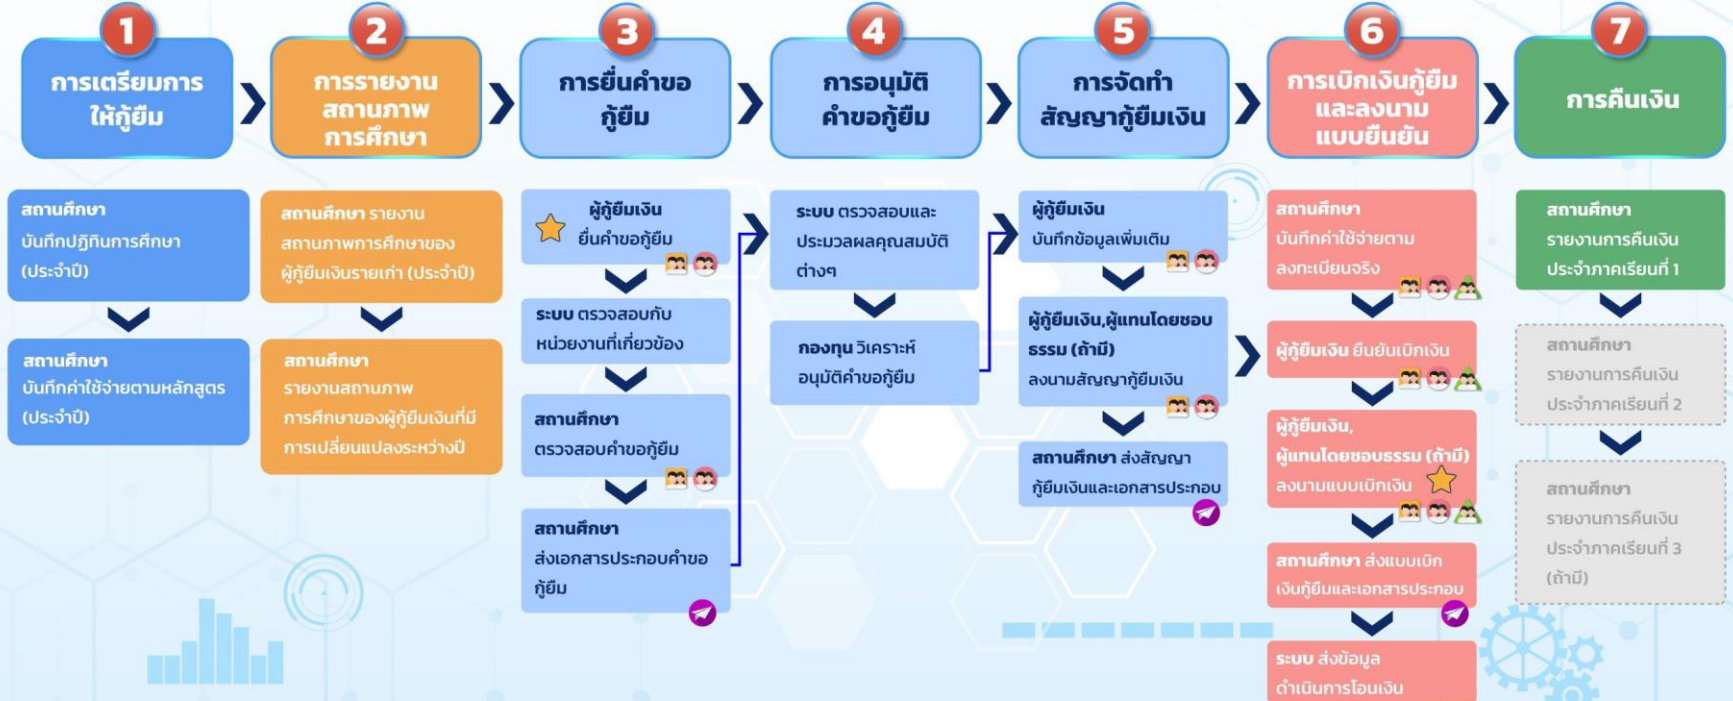 1
การเตรียมการ
ให้กู้ยืม
สถานศึกษา
บันทึกปฏิทินการศึกษา
(ประจำปี)
สถานศึกษา
บันทึกค่าใช้จ่ายตามหลักสูตร
(ประจำปี)
2
การรายงาน
สถานภาพ
การศึกษา
สถานศึกษา รายงาน
สถานภาพการศึกษาของ
ผู้กู้ยืมเงินรายเก่า (ประจำปี)
สถานศึกษา
รายงานสถานภาพ
การศึกษาของผู้กู้ยืมเงินที่มี
การเปลี่ยนแปลงระหว่างปี
3
การยื่นคำขอ
กู้ยืม
ผู้กู้ยืมเงิน
ยื่นคำขอกู้ยืม
ระบบ ตรวจสอบกับ
หน่วยงานที่เกี่ยวข้อง
สถานศึกษา
ตรวจสอบคำขอกู้ยืม
สถานศึกษา
ส่งเอกสารประกอบคำขอ
กู้ยืม
4
การอนุมัติ
คำขอกู้ยืม
ระบบ ตรวจสอบและ
ประมวลผลคุณสมบัติ
ต่างๆ
กองทุน วิเคราะห์
อนุมัติคำขอกู้ยืม
5
การจัดทำ
สัญญากู้ยืมเงิน
ผู้กู้ยืมเงิน
บันทึกข้อมูลเพิ่มเติม
ผู้กู้ยืมเงิน,ผู้แทนโดยชอบ
ธรรม (ถ้ามี)
ลงนามสัญญากู้ยืมเงิน
สถานศึกษา ส่งสัญญา
กู้ยืมเงินและเอกสารประกอบ
6
การเบิกเงินกู้ยืม
และลงนาม
แบบยืนยัน
สถานศึกษา
บันทึกค่าใช้จ่ายตาม
ลงทะเบียนจริง
ผู้กู้ยืมเงิน ยืนยันเบิกเงิน
ผู้กู้ยืมเงิน,
ผู้แทนโดยชอบธรรม (ถ้ามี)
ลงนามแบบเบิกเงิน
สถานศึกษา ส่งแบบเบิก
เงินกู้ยืมและเอกสารประกอบ
ระบบ ส่งข้อมูล
ดำเนินการโอนเงิน
7
การคืนเงิน
สถานศึกษา
รายงานการคืนเงิน
ประจำภาคเรียนที่ 1
สถานศึกษา
รายงานการคืนเงิน
ประจำภาคเรียนที่ 2
สถานศึกษา
รายงานการคืนเงิน
ประจำภาคเรียนที่ 3
(ถ้ามี)